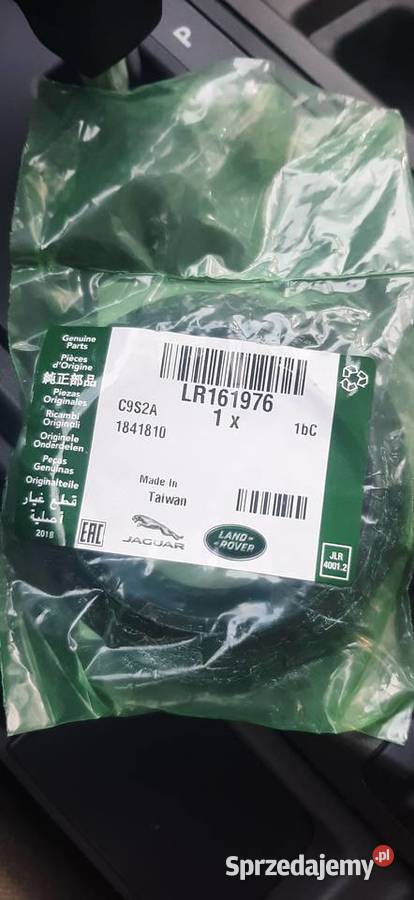 P
Genuine
Parts
Pièces
d'Origine
純正部品
Piezas
Originales
Ricambi
Originali
Originele
Onderdelen
Peças
Genuínas
Originalteile
قطع غيار
أصلية
2018
LR161976
C9S2A
1 x
1bC
1841810
Made In
Taiwan
EAC
JAGUAR
LAND-
ROVER
JLR
4001.2
Sprzedajemy.pl